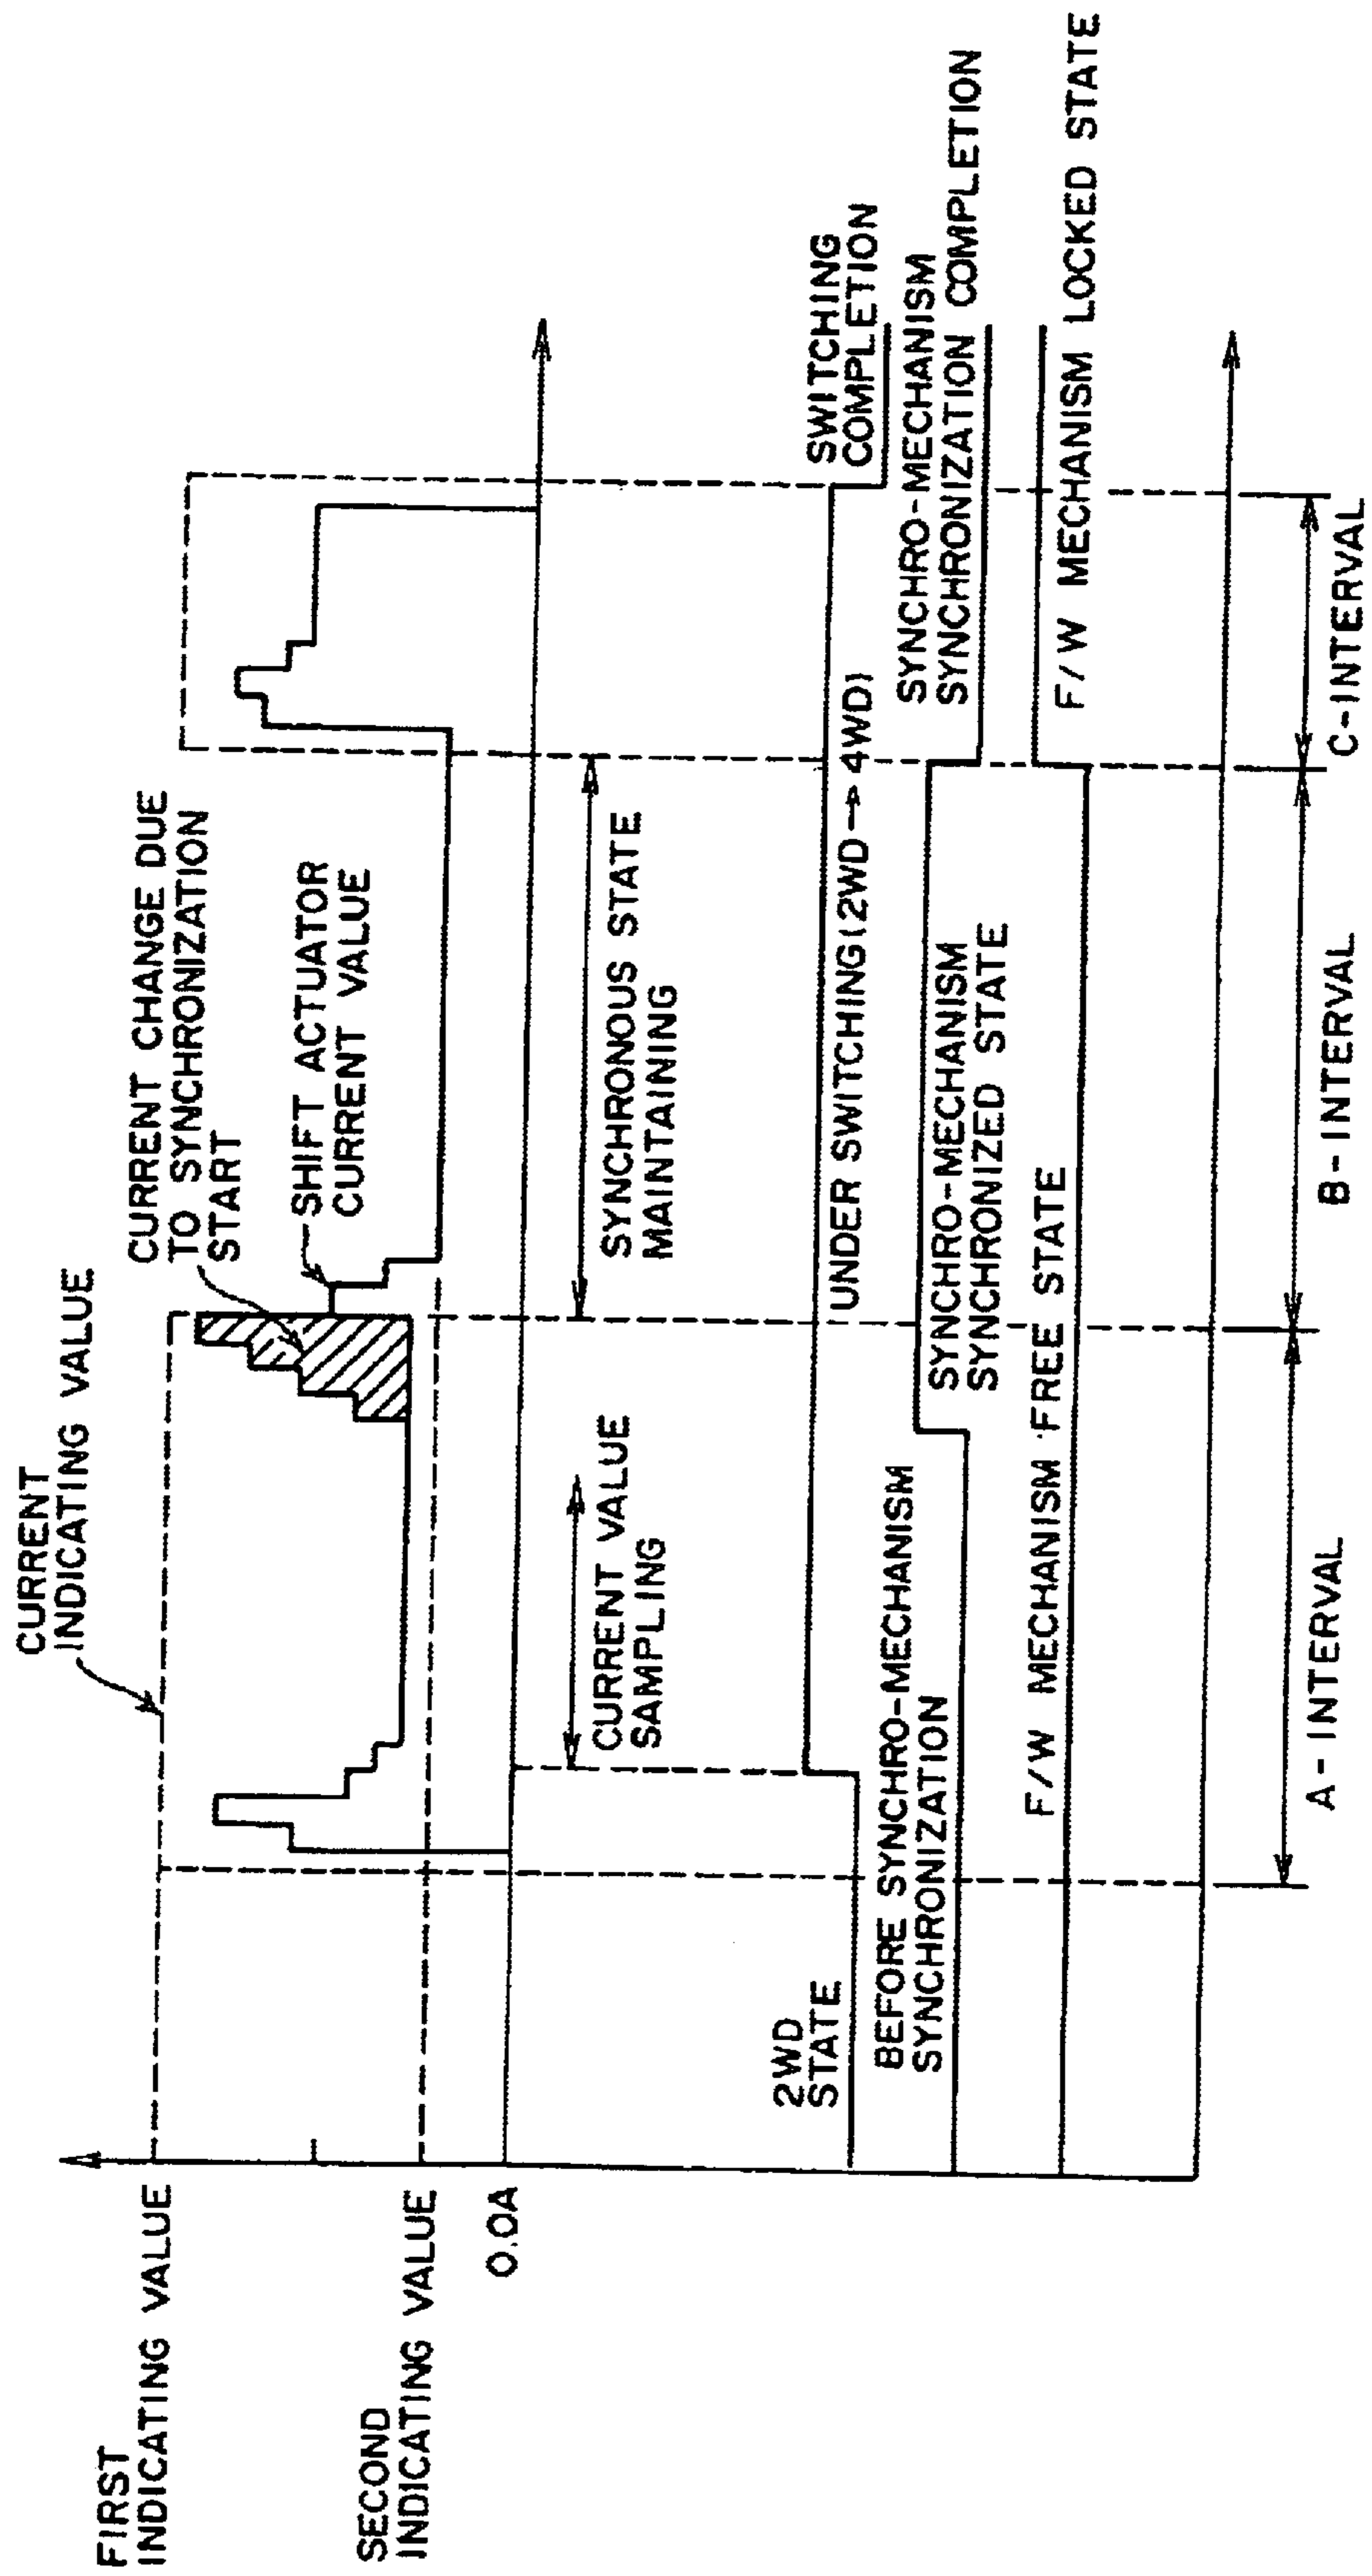 FIRST
INDICATING VALUE
SECOND
INDICATING VALUE
0.0A
CURRENT
INDICATING VALUE
CURRENT CHANGE DUE
TO SYNCHRONIZATION
START
SHIFT ACTUATOR
CURRENT VALUE
CURRENT VALUE
SAMPLING
SYNCHRONOUS STATE
MAINTAINING
2WD
STATE
UNDER SWITCHING(2WD→4WD)
SWITCHING
COMPLETION
BEFORE SYNCHRO-MECHANISM
SYNCHRONIZATION
SYNCHRO-MECHANISM
SYNCHRONIZED STATE
SYNCHRO-MECHANISM
SYNCHRONIZATION COMPLETION
F/W MECHANISM FREE STATE
F/W MECHANISM LOCKED STATE
A-INTERVAL
B-INTERVAL
C-INTERVAL